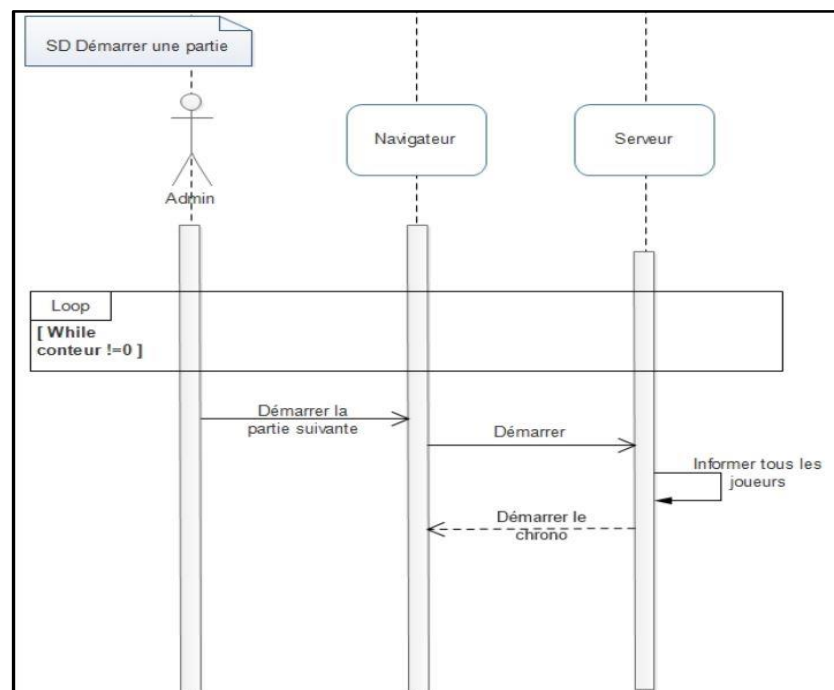 SD Démarrer une partie
Navigateur
Serveur
Admin
Loop
[ While
conteur !=0 ]
Démarrer la
partie suivante
Démarrer
Informer tous les
joueurs
Démarrer le
chrono